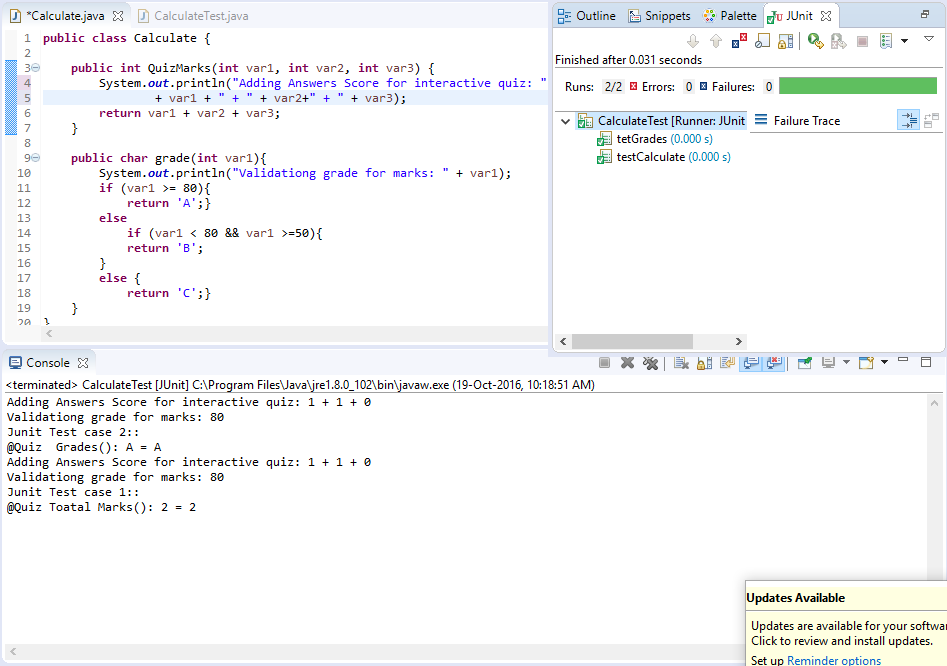 *Calculate.java CalculateTest.java
1 public class Calculate {
2
3 public int QuizMarks(int var1, int var2, int var3) {
4 System.out.println("Adding Answers Score for interactive quiz: "
5 + var1 + " + " + var2+" + " + var3);
6 return var1 + var2 + var3;
7 }
8
9 public char grade(int var1){
10 System.out.println("Validationg grade for marks: " + var1);
11 if (var1 >= 80){
12 return 'A';}
13 else
14 if (var1 < 80 && var1 >=50){
15 return 'B';
16 }
17 else {
18 return 'C';}
19 }
20 }
Outline Snippets Palette JUnit
Finished after 0.031 seconds
Runs: 2/2 Errors: 0 Failures: 0
CalculateTest [Runner: JUnit
tetGrades (0.000 s)
testCalculate (0.000 s)
Failure Trace
Console
<terminated> CalculateTest [JUnit] C:\Program Files\Java\jre1.8.0_102\bin\javaw.exe (19-Oct-2016, 10:18:51 AM)
Adding Answers Score for interactive quiz: 1 + 1 + 0
Validationg grade for marks: 80
Junit Test case 2::
@Quiz  Grades(): A = A
Adding Answers Score for interactive quiz: 1 + 1 + 0
Validationg grade for marks: 80
Junit Test case 1::
@Quiz Toatal Marks(): 2 = 2
Updates Available
Updates are available for your softwar
Click to review and install updates.
Set up Reminder options